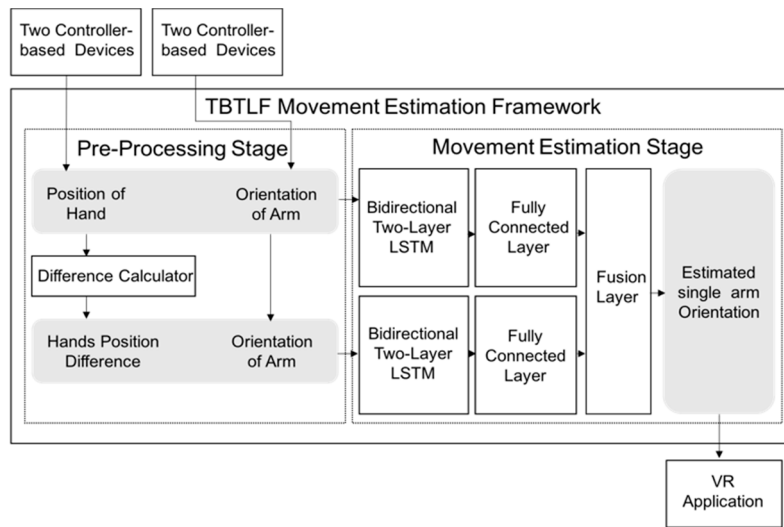 Two Controller-
based Devices
Two Controller-
based Devices
TBTLF Movement Estimation Framework
Pre-Processing Stage
Position of
Hand
Orientation
of Arm
Difference Calculator
Hands Position
Difference
Orientation
of Arm
Movement Estimation Stage
Bidirectional
Two-Layer
LSTM
Fully
Connected
Layer
Bidirectional
Two-Layer
LSTM
Fully
Connected
Layer
Fusion
Layer
Estimated
single arm
Orientation
VR
Application